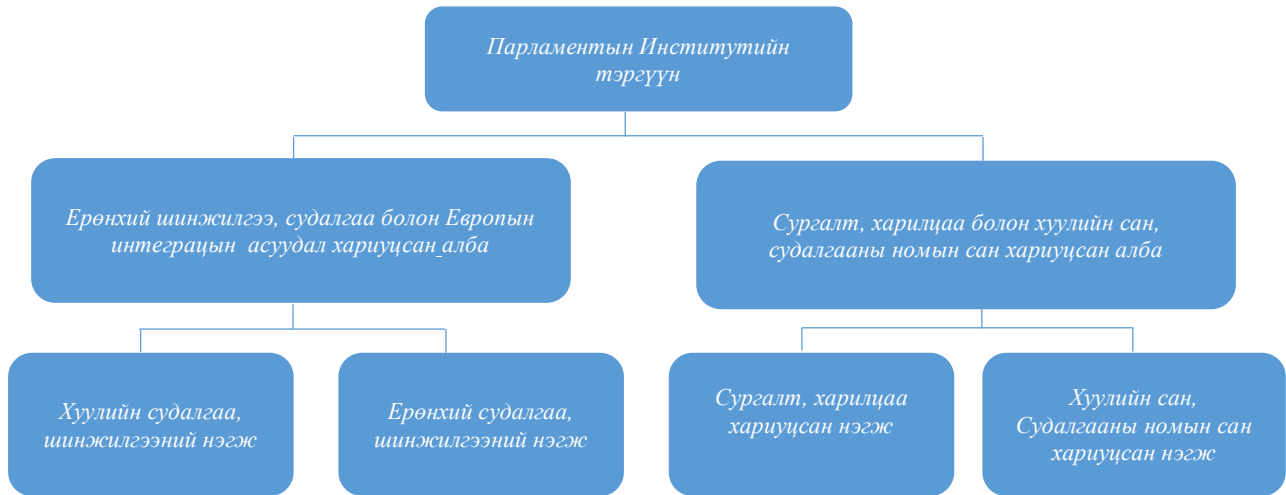 Парламентын Институтийн
тэргүүн
Ерөнхий шинжилгээ, судалгаа болон Европын
интеграцын асуудал хариуцсан алба
Сургалт, харилцаа болон хуулийн сан,
судалгааны номын сан хариуцсан алба
Хуулийн судалгаа,
шинжилгээний нэгж
Ерөнхий судалгаа,
шинжилгээний нэгж
Сургалт, харилцаа
хариуцсан нэгж
Хуулийн сан,
Судалгааны номын сан
хариуцсан нэгж